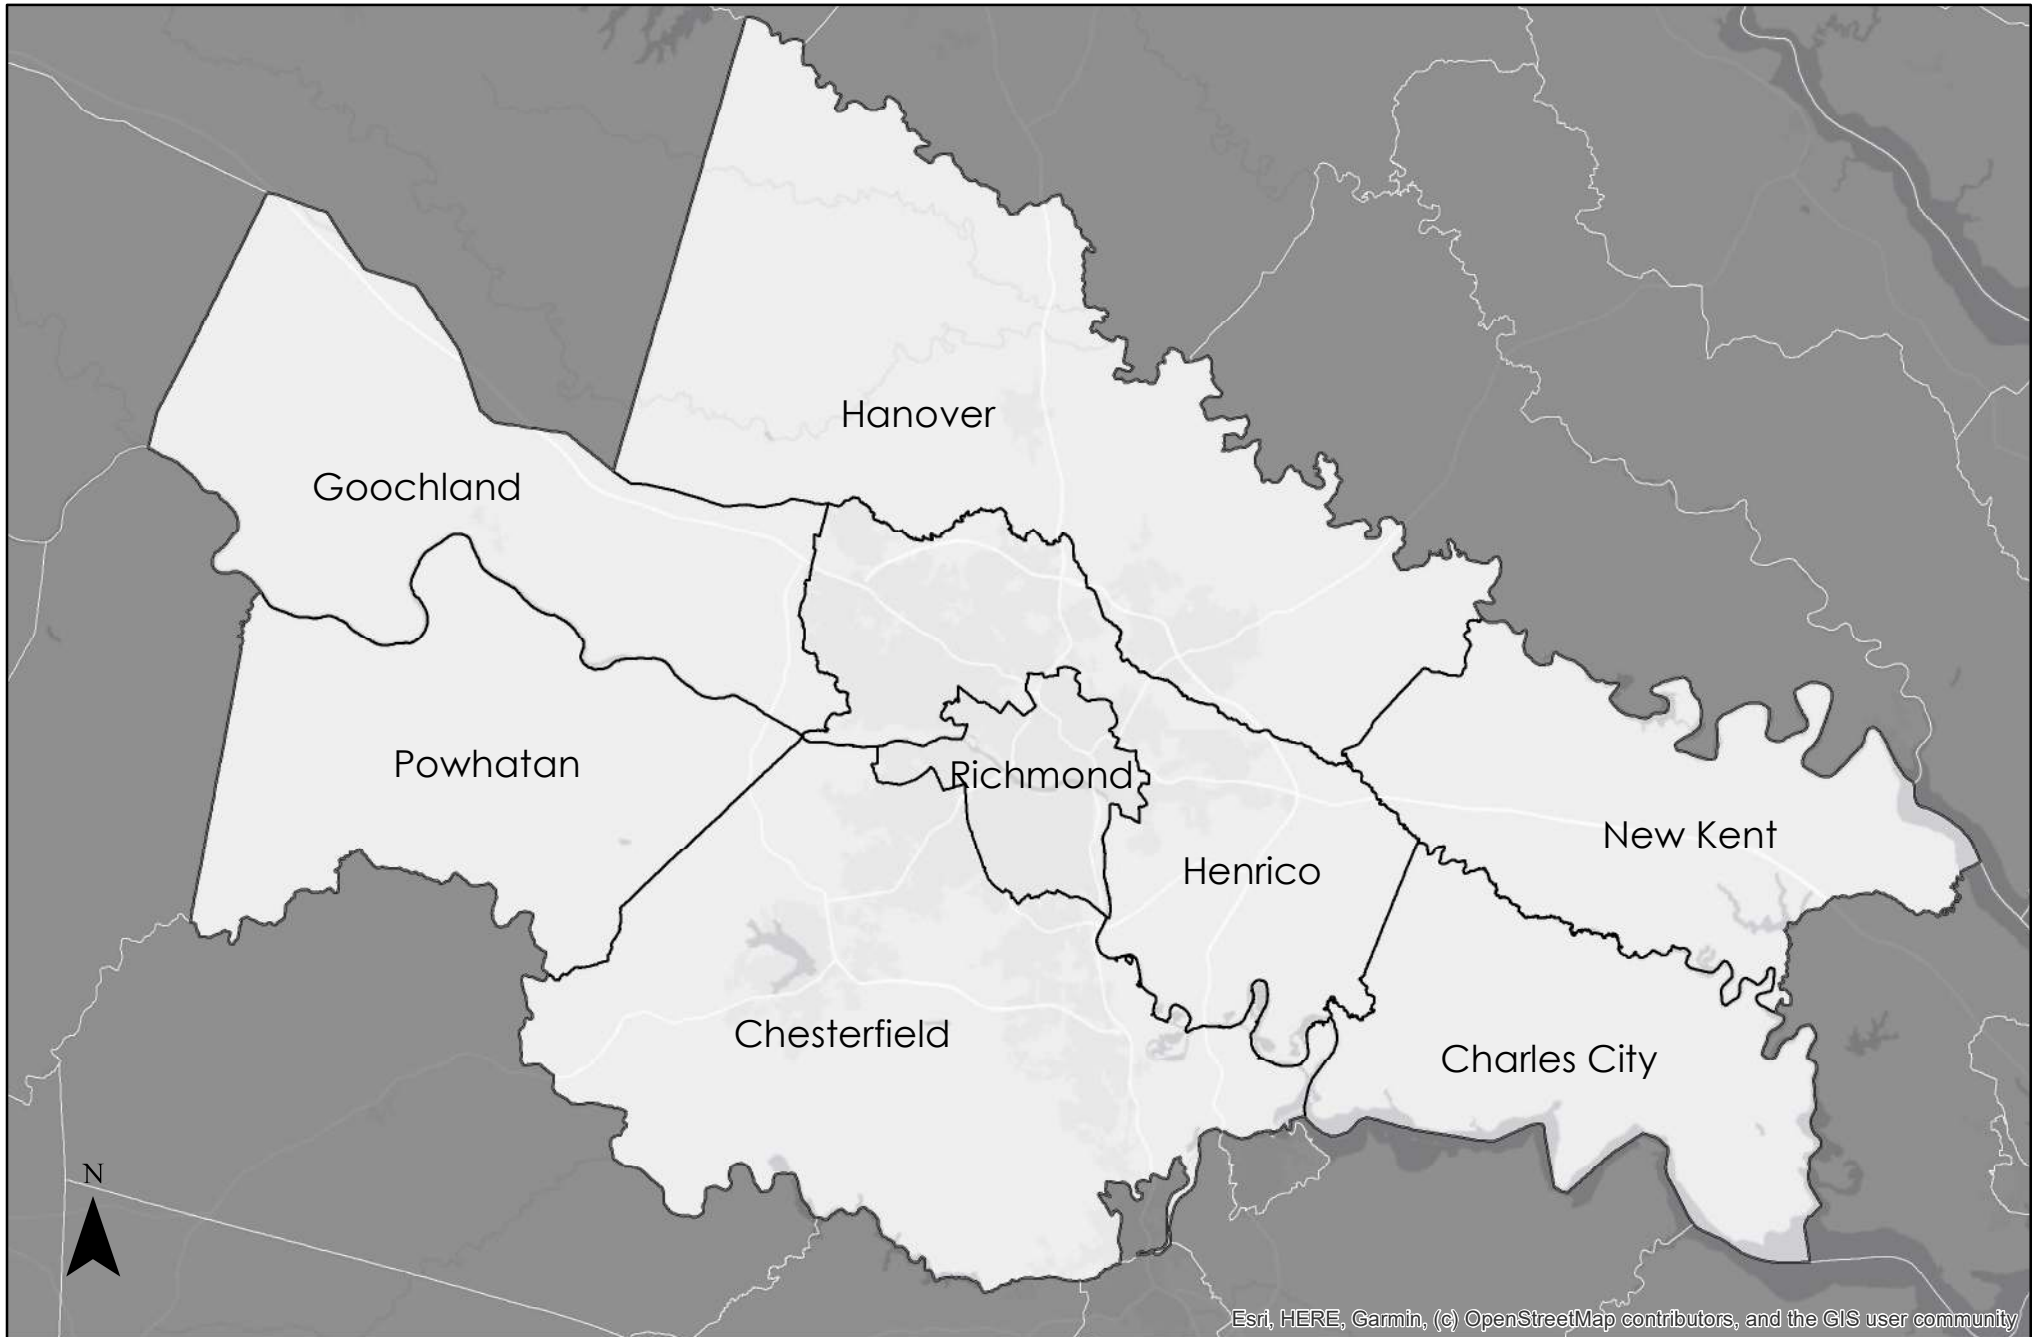 Hanover
Goochland
Powhatan
Richmond
New Kent
Henrico
Chesterfield
Charles City
N
Esri, HERE, Garmin, (c) OpenStreetMap contributors, and the GIS user community